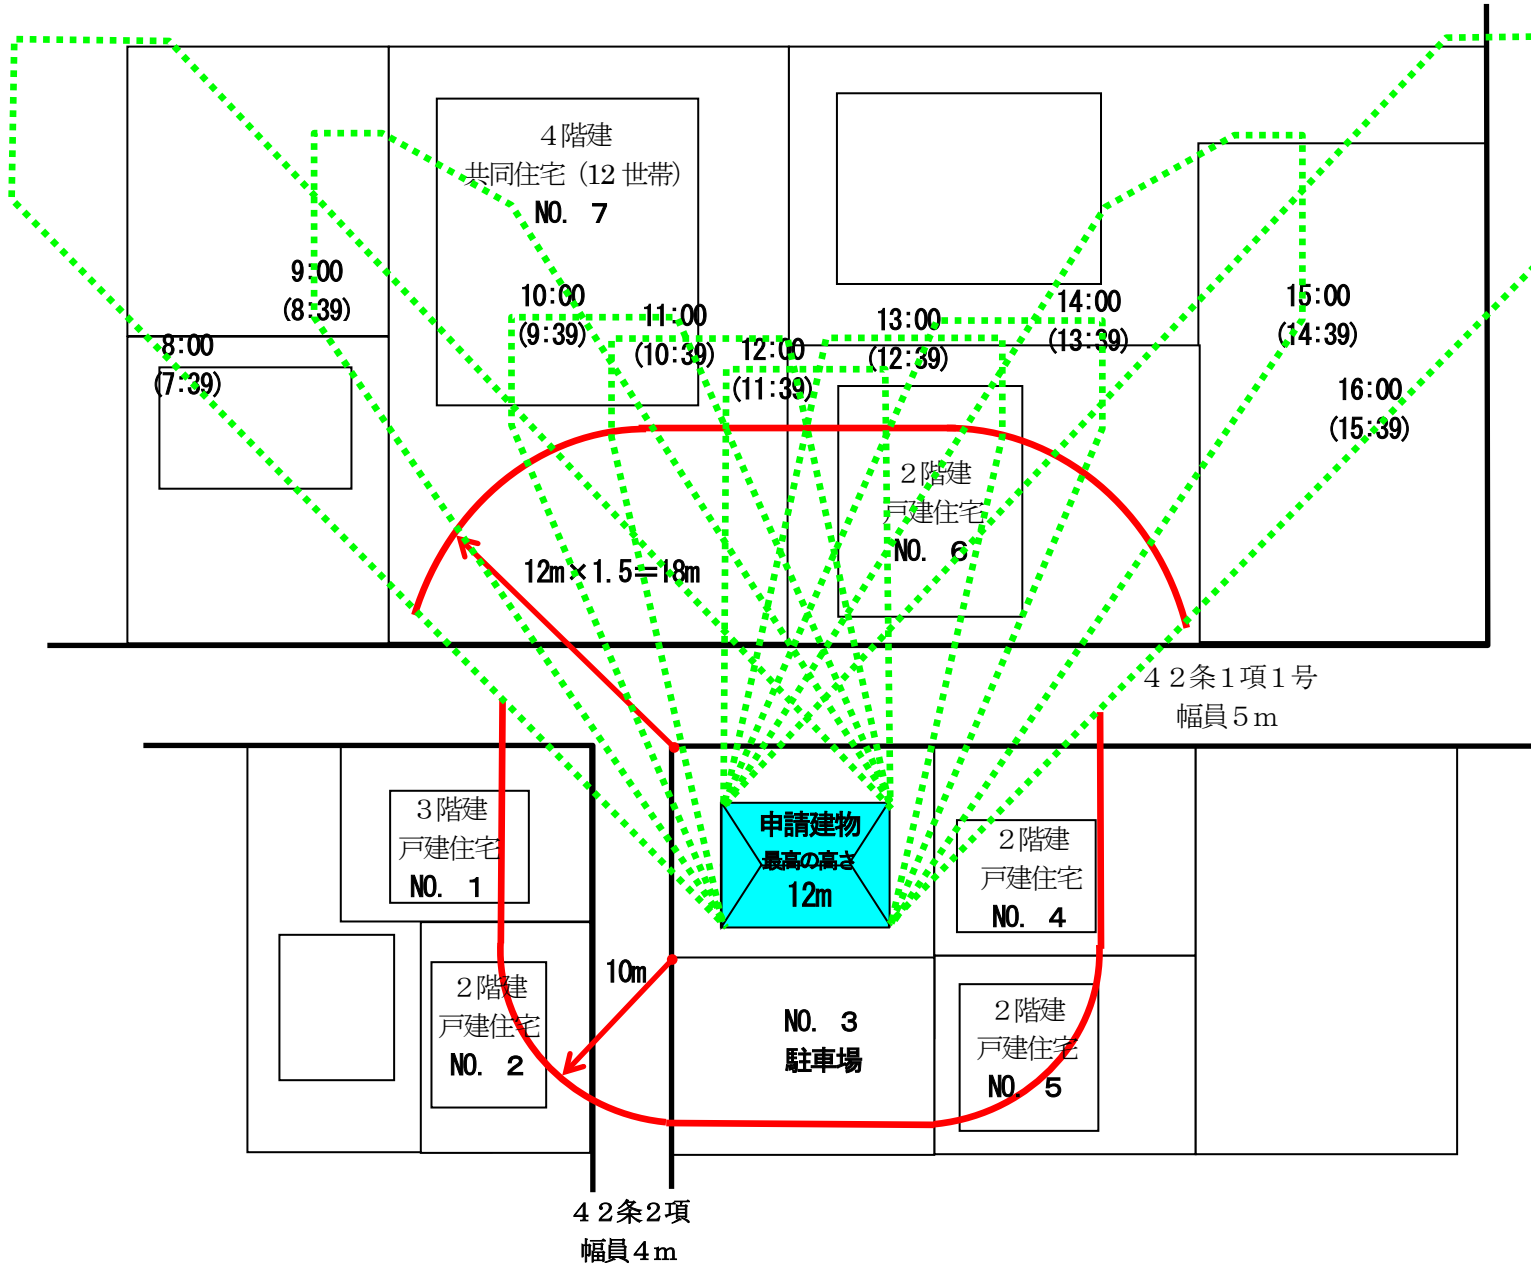 4階建
共同住宅（12 世帯）
NO. 7
9:00
(8:39)
10:00
(9:39)
11:00
(10:39)
12:00
(11:39)
13:00
(12:39)
14:00
(13:39)
15:00
(14:39)
8:00
(7:39)
16:00
(15:39)
2階建
戸建住宅
NO. 6
12m×1.5＝18m
42条1項1号
幅員5m
3階建
戸建住宅
NO. 1
申請建物
最高の高さ
12m
2階建
戸建住宅
NO. 4
2階建
戸建住宅
NO. 2
10m
NO. 3
駐車場
2階建
戸建住宅
NO. 5
42条2項
幅員4m